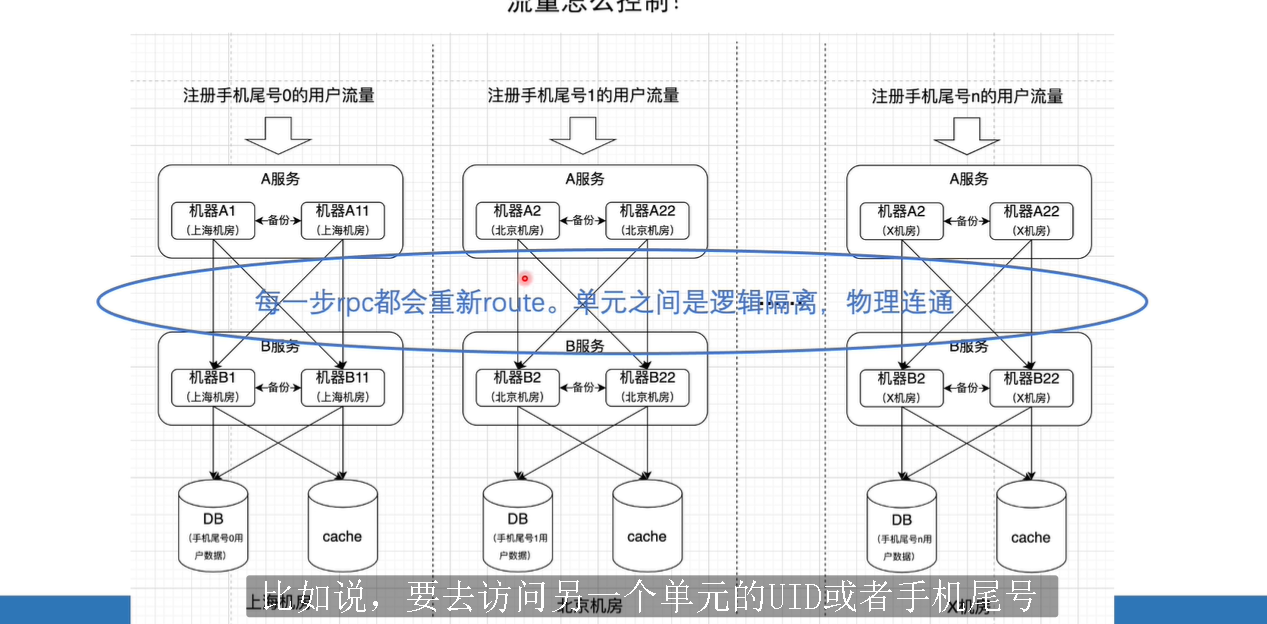 流量怎么控制！
注册手机尾号0的用户流量
注册手机尾号1的用户流量
注册手机尾号n的用户流量
A服务
A服务
A服务
机器A1
（上海机房）
备份
机器A11
（上海机房）
机器A2
（北京机房）
备份
机器A22
（北京机房）
机器A2
（X机房）
备份
机器A22
（X机房）
每一步rpc都会重新route。单元之间是逻辑隔离，物理连通
......
B服务
B服务
B服务
机器B1
（上海机房）
备份
机器B11
（上海机房）
机器B2
（北京机房）
备份
机器B22
（北京机房）
机器B2
（X机房）
备份
机器B22
（X机房）
DB
（手机尾号0用
户数据）
cache
DB
（手机尾号1用
户数据）
cache
DB
（手机尾号n用
户数据）
cache
上海机房
北京机房
X机房
比如说，要去访问另一个单元的UID或者手机尾号